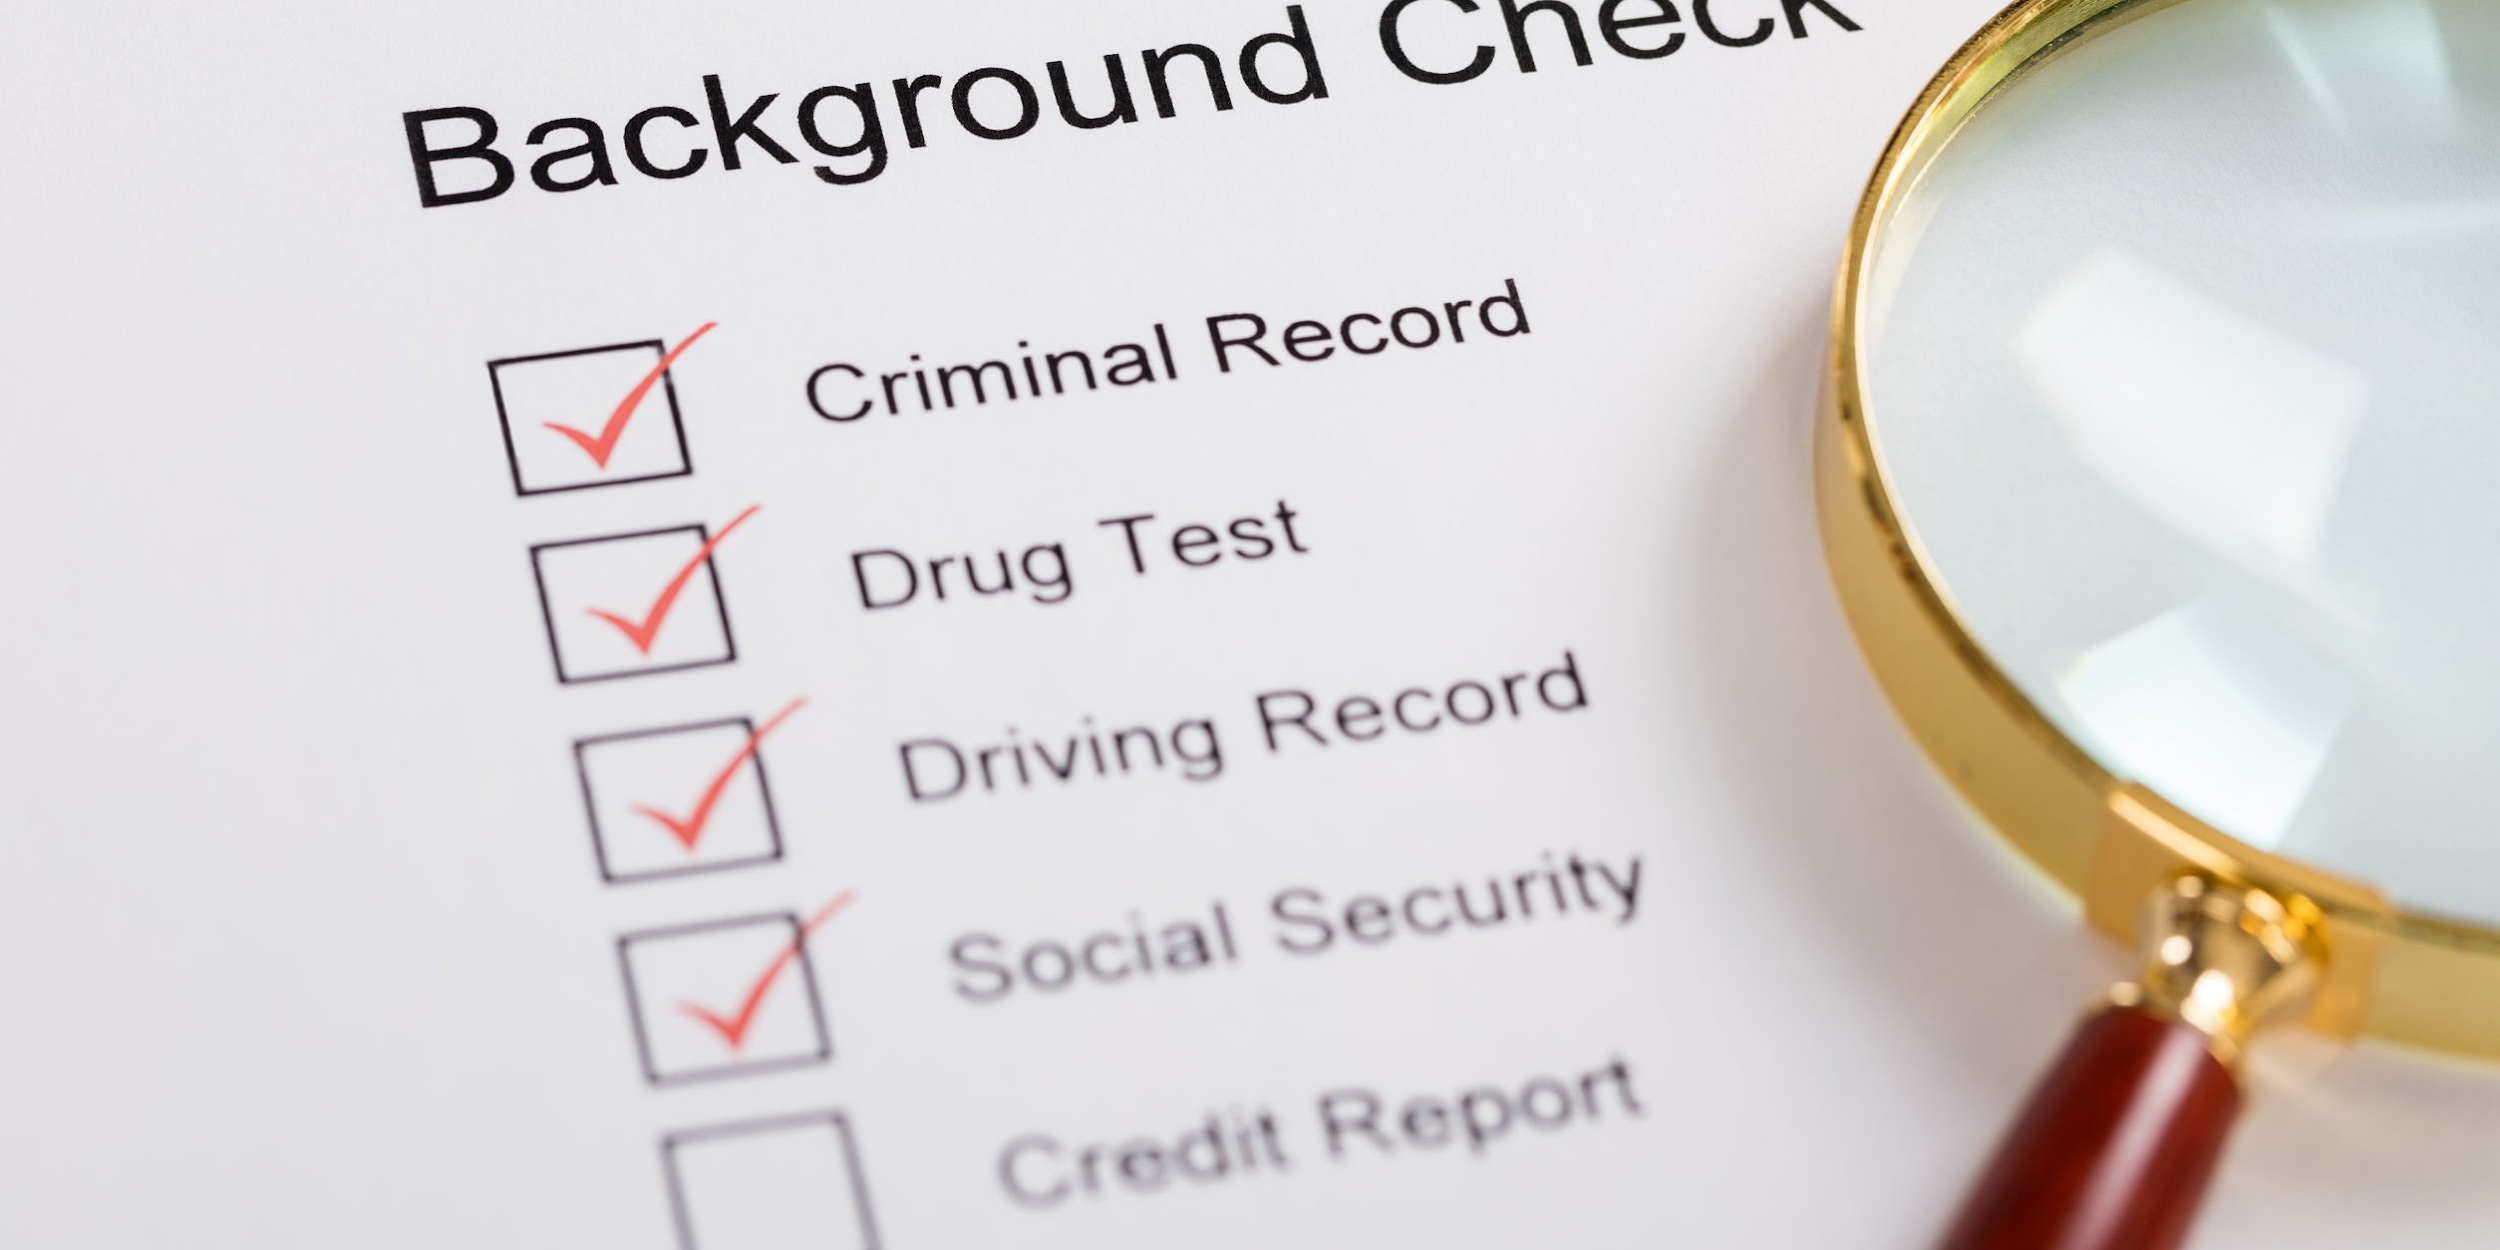 Background Check
Criminal Record
Drug Test
Driving Record
Social Security
Credit Report